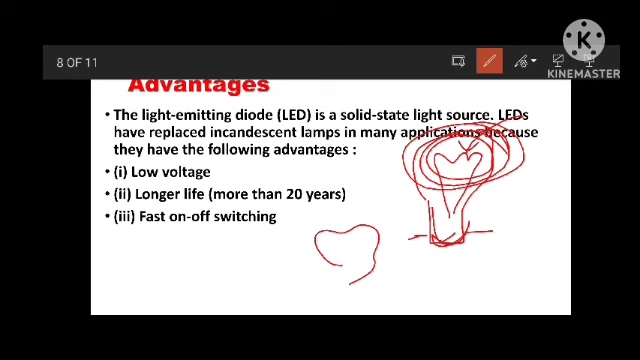 8 OF 11
KINEMASTER
Advantages
• The light-emitting diode (LED) is a solid-state light source. LEDs
have replaced incandescent lamps in many applications because
they have the following advantages :
• (i) Low voltage
• (ii) Longer life (more than 20 years)
• (iii) Fast on-off switching